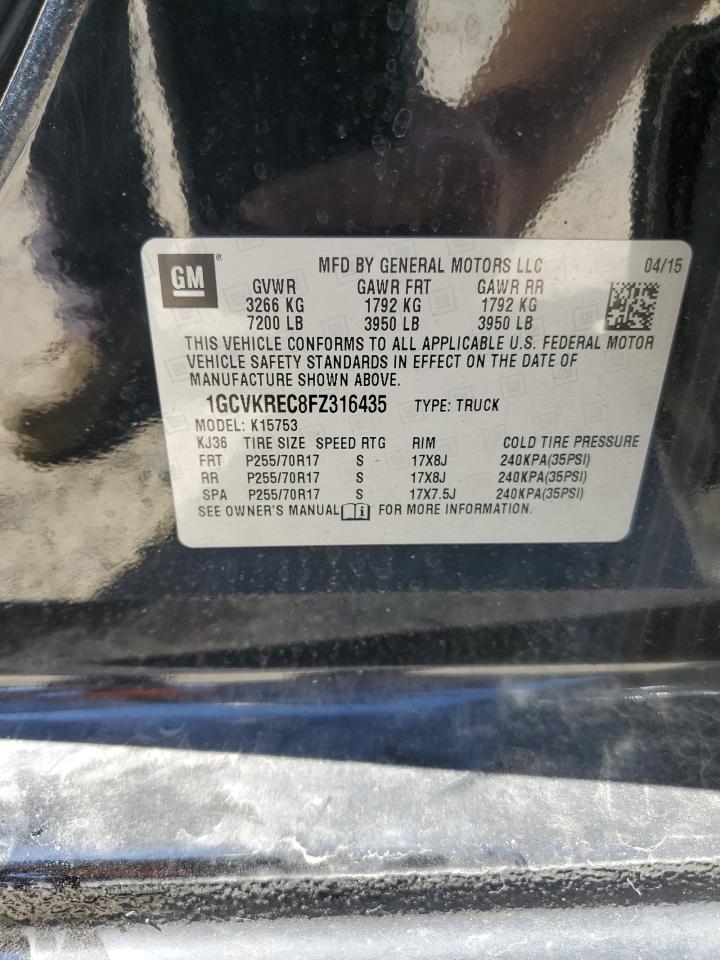 GM ® MFD BY GENERAL MOTORS LLC 04/15
GVWR GAWR FRT GAWR RR
3266 KG 1792 KG 1792 KG
7200 LB 3950 LB 3950 LB
THIS VEHICLE CONFORMS TO ALL APPLICABLE U.S. FEDERAL MOTOR
VEHICLE SAFETY STANDARDS IN EFFECT ON THE DATE OF
MANUFACTURE SHOWN ABOVE.
1GCVKREC8FZ316435 TYPE: TRUCK
MODEL: K15753
KJ36 TIRE SIZE SPEED RTG RIM COLD TIRE PRESSURE
FRT P255/70R17 S 17X8J 240KPA(35PSI)
RR P255/70R17 S 17X8J 240KPA(35PSI)
SPA P255/70R17 S 17X7.5J 240KPA(35PSI)
SEE OWNER'S MANUAL FOR MORE INFORMATION.